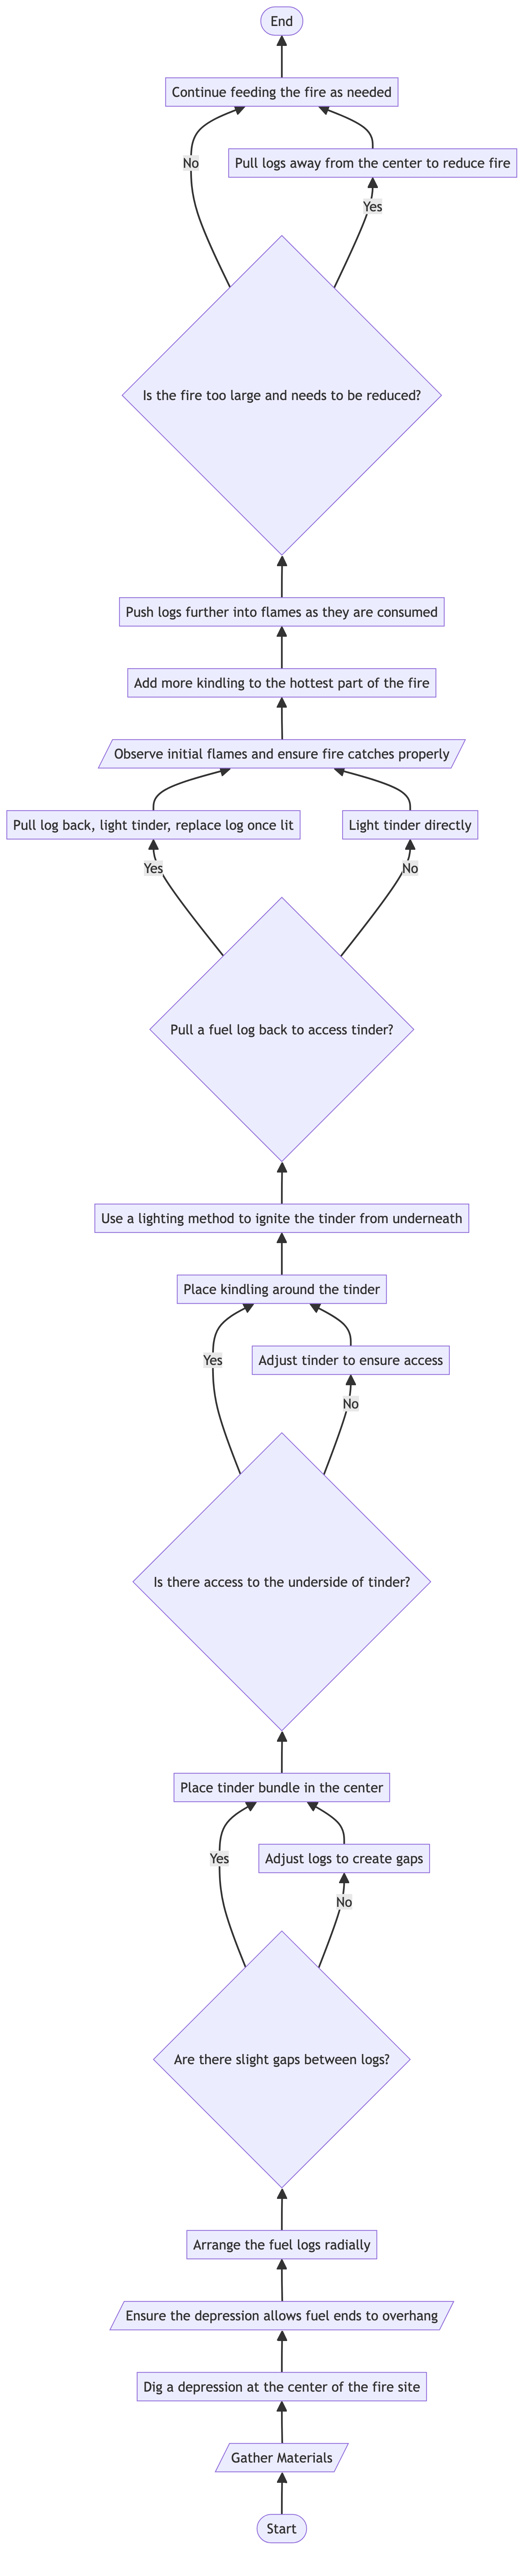 End
Continue feeding the fire as needed
No
Pull logs away from the center to reduce fire
Yes
Is the fire too large and needs to be reduced?
Push logs further into flames as they are consumed
Add more kindling to the hottest part of the fire
Observe initial flames and ensure fire catches properly
Pull log back, light tinder, replace log once lit
Light tinder directly
Yes
No
Pull a fuel log back to access tinder?
Use a lighting method to ignite the tinder from underneath
Place kindling around the tinder
Yes
Adjust tinder to ensure access
No
Is there access to the underside of tinder?
Place tinder bundle in the center
Yes
Adjust logs to create gaps
No
Are there slight gaps between logs?
Arrange the fuel logs radially
Ensure the depression allows fuel ends to overhang
Dig a depression at the center of the fire site
Gather Materials
Start